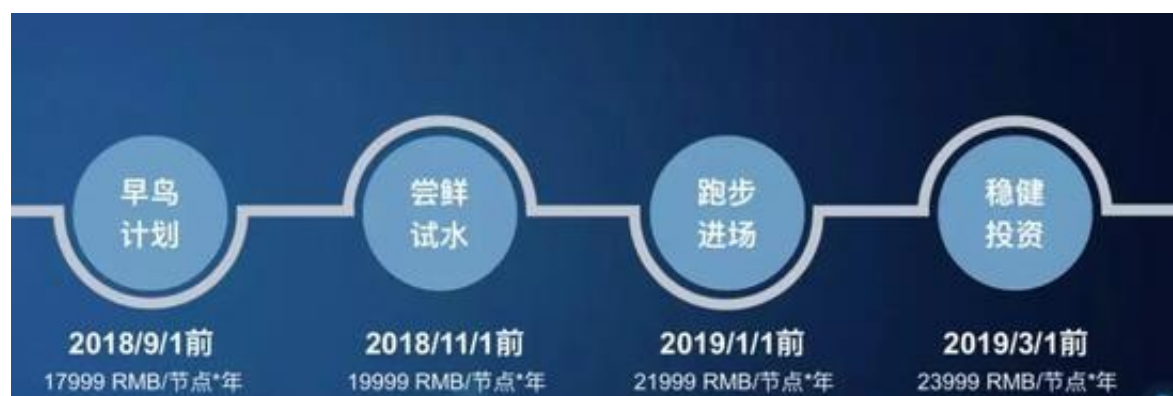 早鸟
计划
尝鲜
试水
跑步
进场
稳健
投资
2018/9/1前
2018/11/1前
2019/1/1前
2019/3/1前
17999 RMB/节点*年
19999 RMB/节点*年
21999 RMB/节点*年
23999 RMB/节点*年